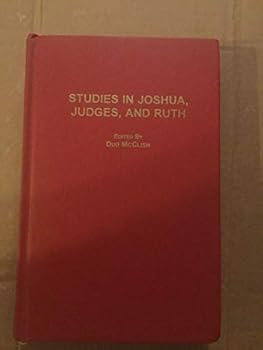 STUDIES IN JOSHUA,
JUDGES, AND RUTH
EDITED BY
DUB MCCLISH